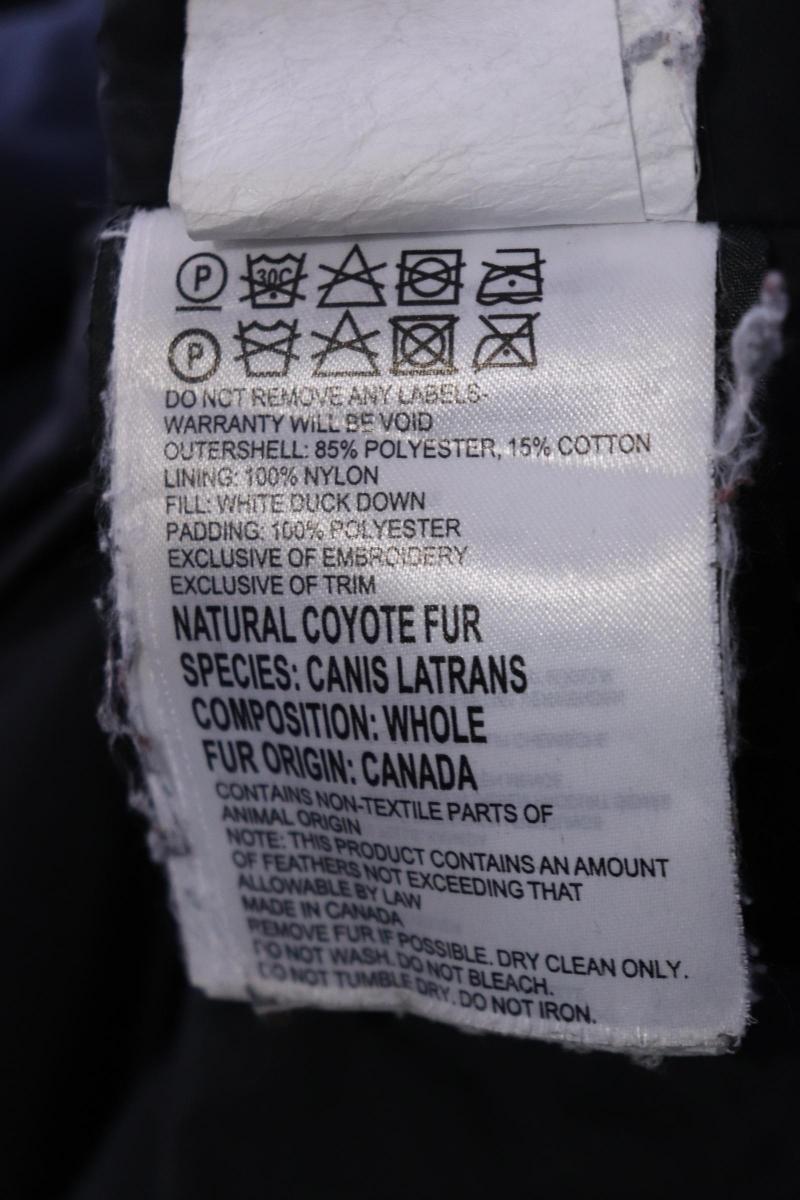 P 30C
P
DO NOT REMOVE ANY LABELS-
WARRANTY WILL BE VOID
OUTERSHELL: 85% POLYESTER, 15% COTTON
LINING: 100% NYLON
FILL: WHITE DUCK DOWN
PADDING: 100% POLYESTER
EXCLUSIVE OF EMBROIDERY
EXCLUSIVE OF TRIM
NATURAL COYOTE FUR
SPECIES: CANIS LATRANS
COMPOSITION: WHOLE
FUR ORIGIN: CANADA
CONTAINS NON-TEXTILE PARTS OF
ANIMAL ORIGIN
NOTE: THIS PRODUCT CONTAINS AN AMOUNT
OF FEATHERS NOT EXCEEDING THAT
ALLOWABLE BY LAW
MADE IN CANADA
REMOVE FUR IF POSSIBLE. DRY CLEAN ONLY.
DO NOT WASH. DO NOT BLEACH.
DO NOT TUMBLE DRY. DO NOT IRON.